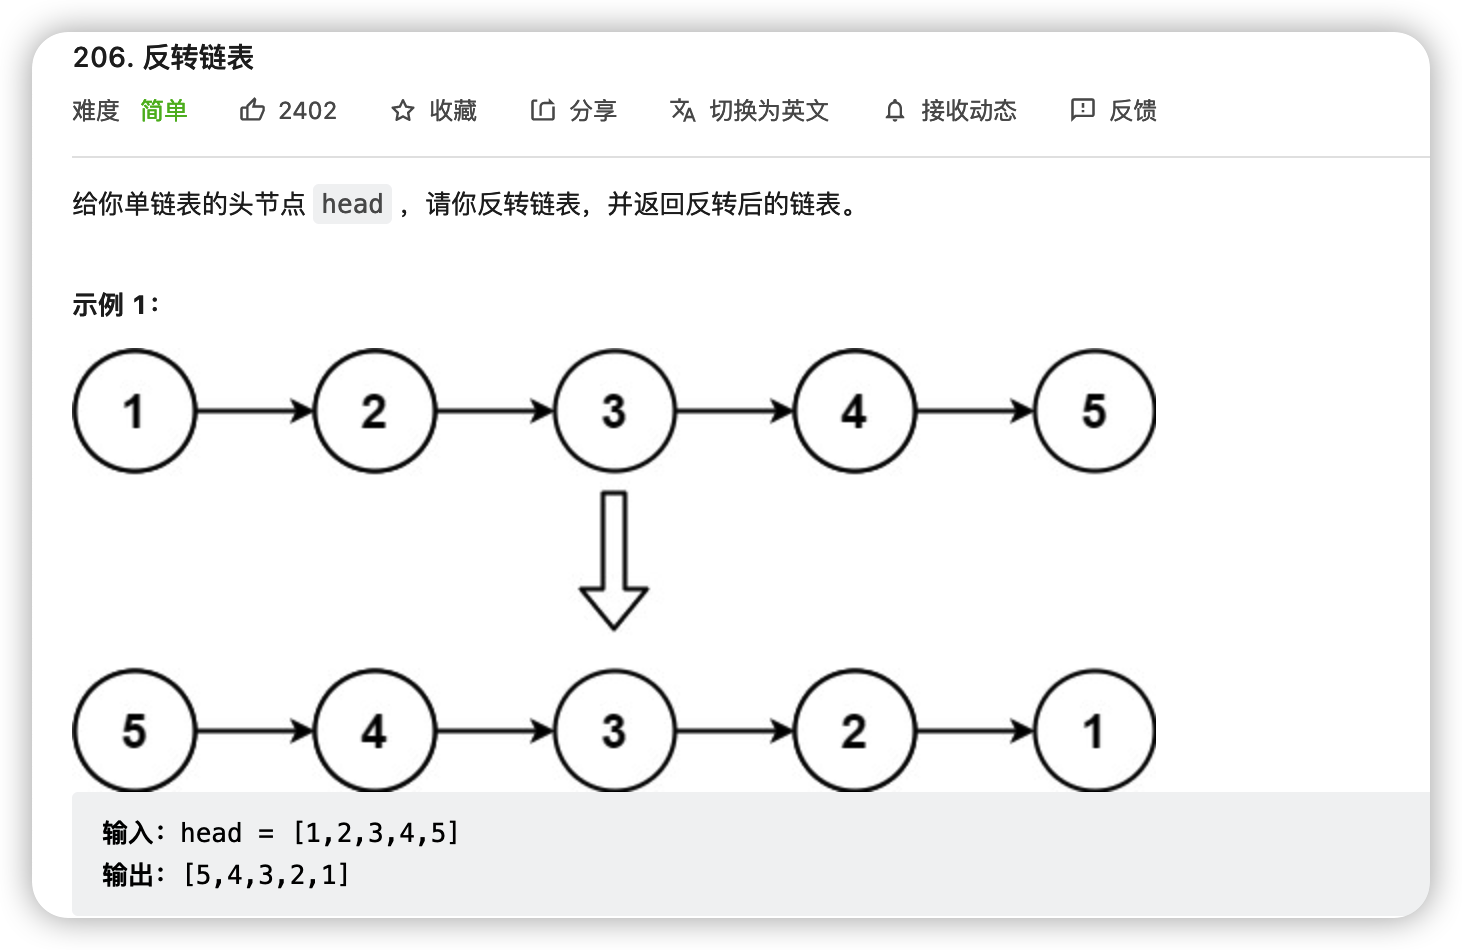 206. 反转链表
难度 简单 2402 收藏 分享 切换为英文 接收动态 反馈
给你单链表的头节点 head ，请你反转链表，并返回反转后的链表。
示例 1：
1 2 3 4 5
5 4 3 2 1
输入：head = [1,2,3,4,5]
输出：[5,4,3,2,1]